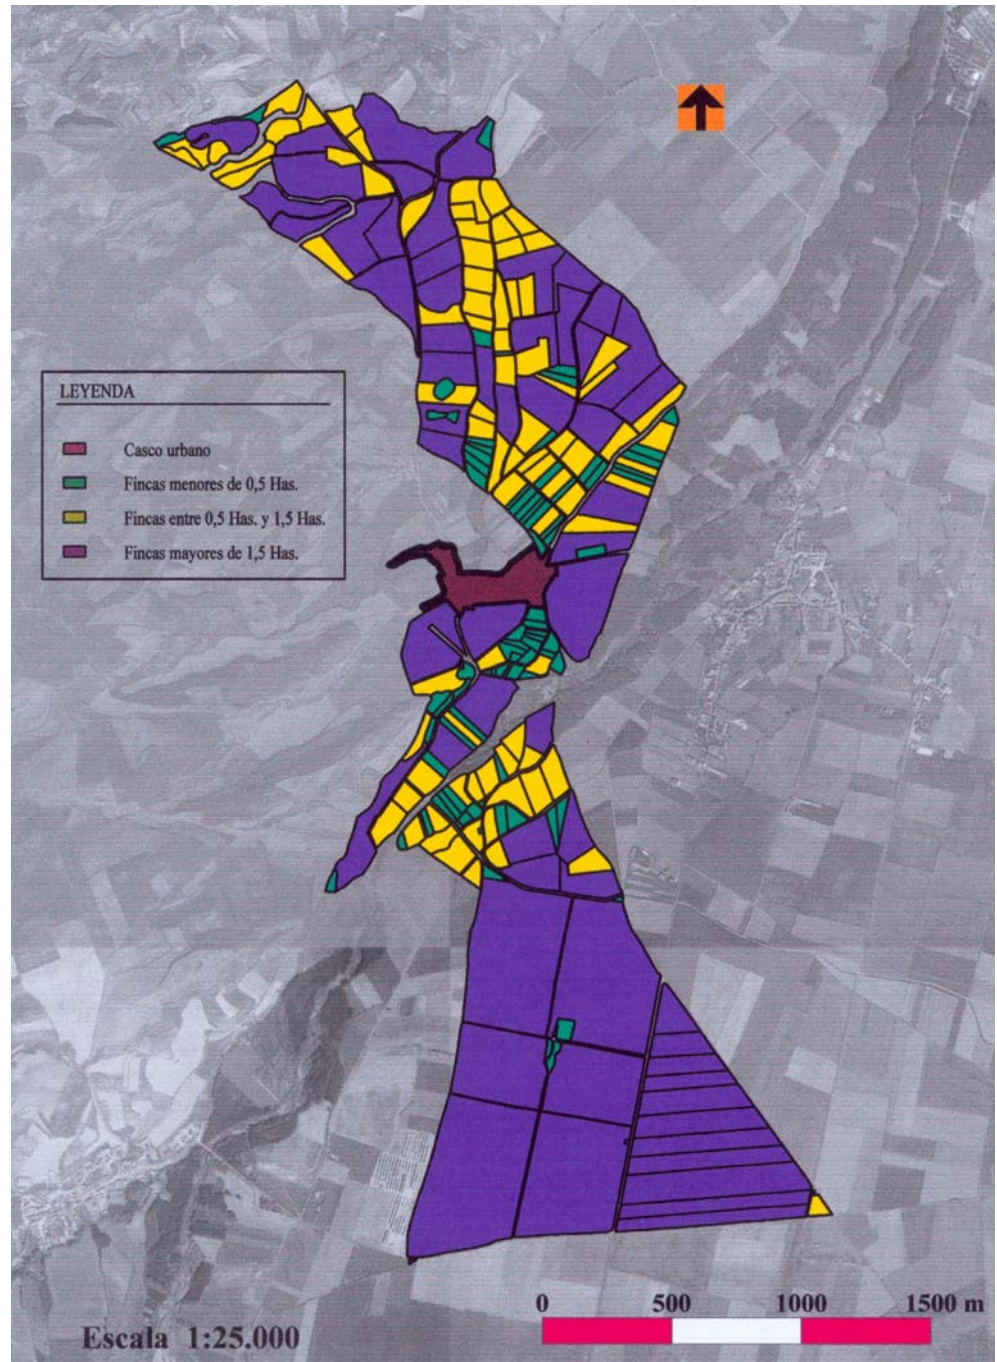 LEYENDA
Casco urbano
Fincas menores de 0,5 Has.
Fincas entre 0,5 Has. y 1,5 Has.
Fincas mayores de 1,5 Has.
0 500 1000 1500 m
Escala 1:25.000